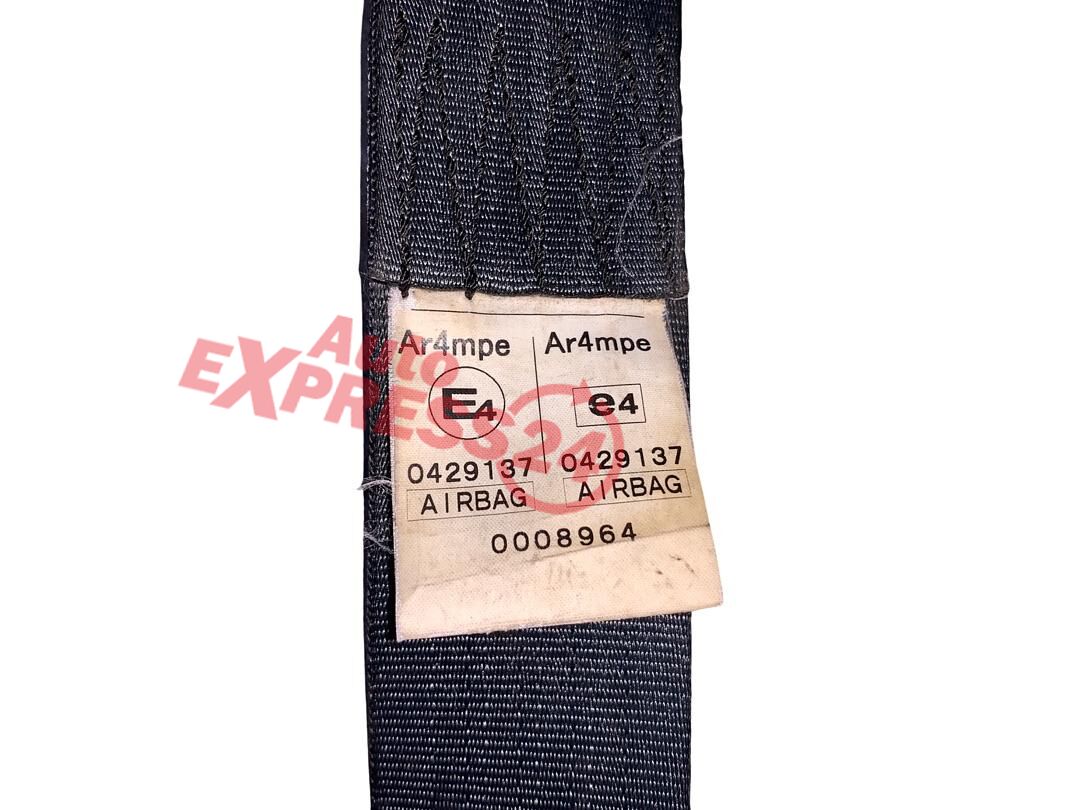 Ar4mpe Ar4mpe
E4 e4
0429137 0429137
AIRBAG AIRBAG
0008964
Auto
EXPRESS24